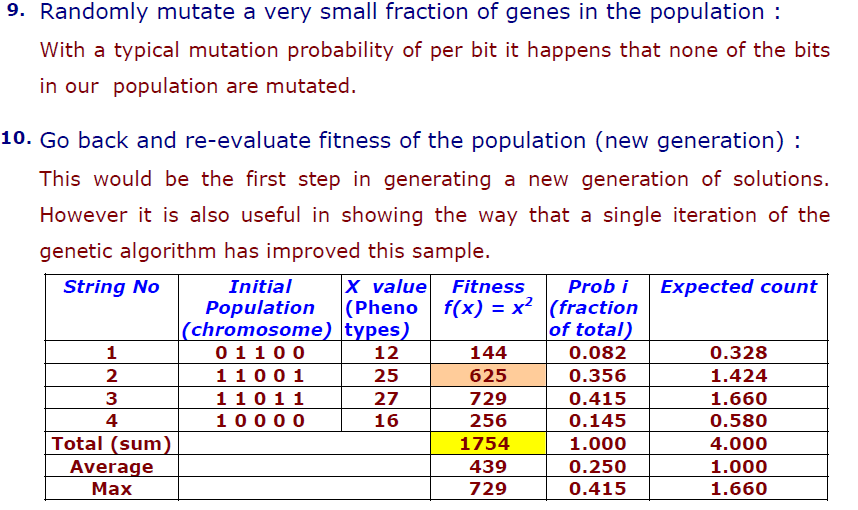 9. Randomly mutate a very small fraction of genes in the population :
With a typical mutation probability of per bit it happens that none of the bits
in our population are mutated.
10. Go back and re-evaluate fitness of the population (new generation) :
This would be the first step in generating a new generation of solutions.
However it is also useful in showing the way that a single iteration of the
genetic algorithm has improved this sample.
String No Initial X value Fitness Prob i Expected count
Population (Pheno f(x) = x² (fraction
(chromosome) types) of total)
1 0 1 1 0 0 12 144 0.082 0.328
2 1 1 0 0 1 25 625 0.356 1.424
3 1 1 0 1 1 27 729 0.415 1.660
4 1 0 0 0 0 16 256 0.145 0.580
Total (sum) 1754 1.000 4.000
Average 439 0.250 1.000
Max 729 0.415 1.660